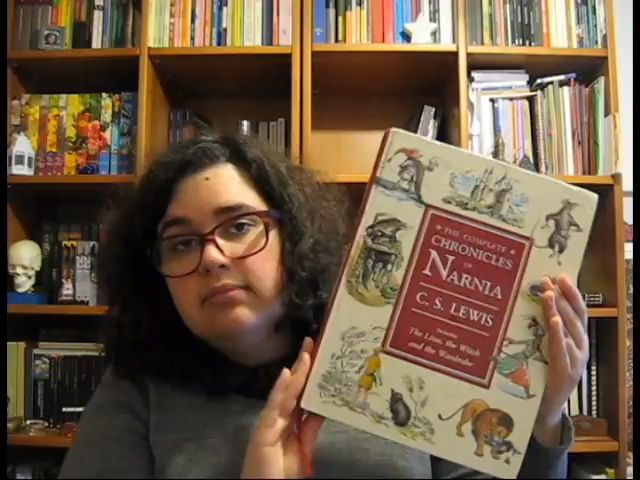 THE COMPLETE
CHRONICLES
OF
NARNIA
C. S. LEWIS
Including
The Lion, the Witch
and the Wardrobe